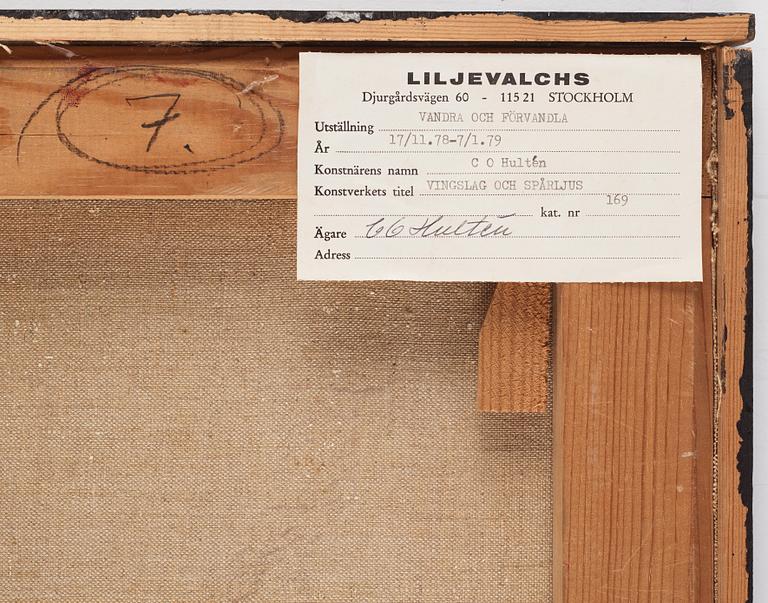 7.
LILJEVALCHS
Djurgårdsvägen 60 - 115 21 STOCKHOLM
Utställning VANDRA OCH FÖRVANDLA
År 17/11.78-7/1.79
Konstnärens namn C O Hultén
Konstverkets titel VINGSLAG OCH SPÅRLJUS
kat. nr 169
Ägare CO Hultén
Adress